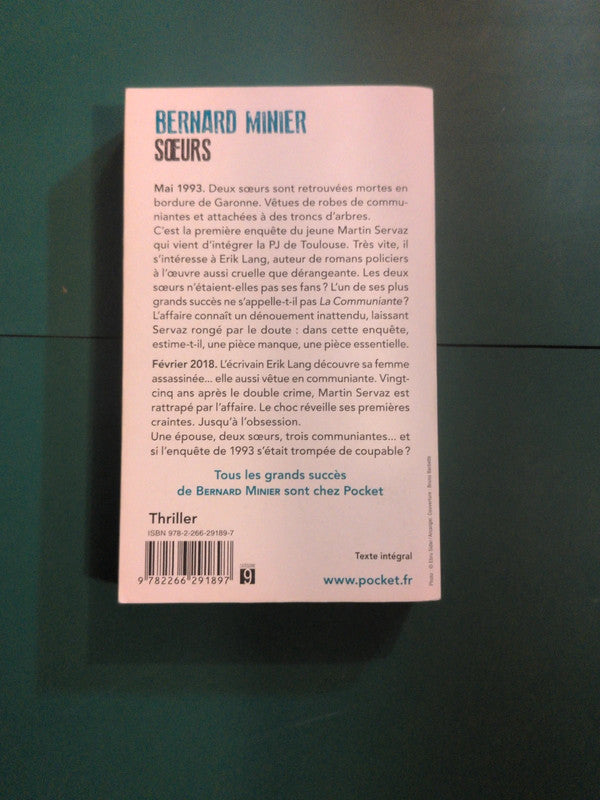 BERNARD MINIER
SŒURS
Mai 1993. Deux sœurs sont retrouvées mortes en
bordure de Garonne. Vêtues de robes de commu-
niantes et attachées à des troncs d'arbres.
C'est la première enquête du jeune Martin Servaz
qui vient d'intégrer la PJ de Toulouse. Très vite, il
s'intéresse à Erik Lang, auteur de romans policiers
à l'œuvre aussi cruelle que dérangeante. Les deux
sœurs n'étaient-elles pas ses fans ? L'un de ses plus
grands succès ne s'appelle-t-il pas La Communiante ?
L'affaire connaît un dénouement inattendu, laissant
Servaz rongé par le doute : dans cette enquête,
estime-t-il, une pièce manque, une pièce essentielle.
Février 2018. L'écrivain Erik Lang découvre sa femme
assassinée... elle aussi vêtue en communiante. Vingt-
cinq ans après le double crime, Martin Servaz est
rattrapé par l'affaire. Le choc réveille ses premières
craintes. Jusqu'à l'obsession.
Une épouse, deux sœurs, trois communiantes... et
si l'enquête de 1993 s'était trompée de coupable ?
Tous les grands succès
de BERNARD MINIER sont chez Pocket
Thriller
ISBN 978-2-266-29189-7
9 782266 291897
9
Texte intégral
www.pocket.fr
Photo : ©
Couverture :